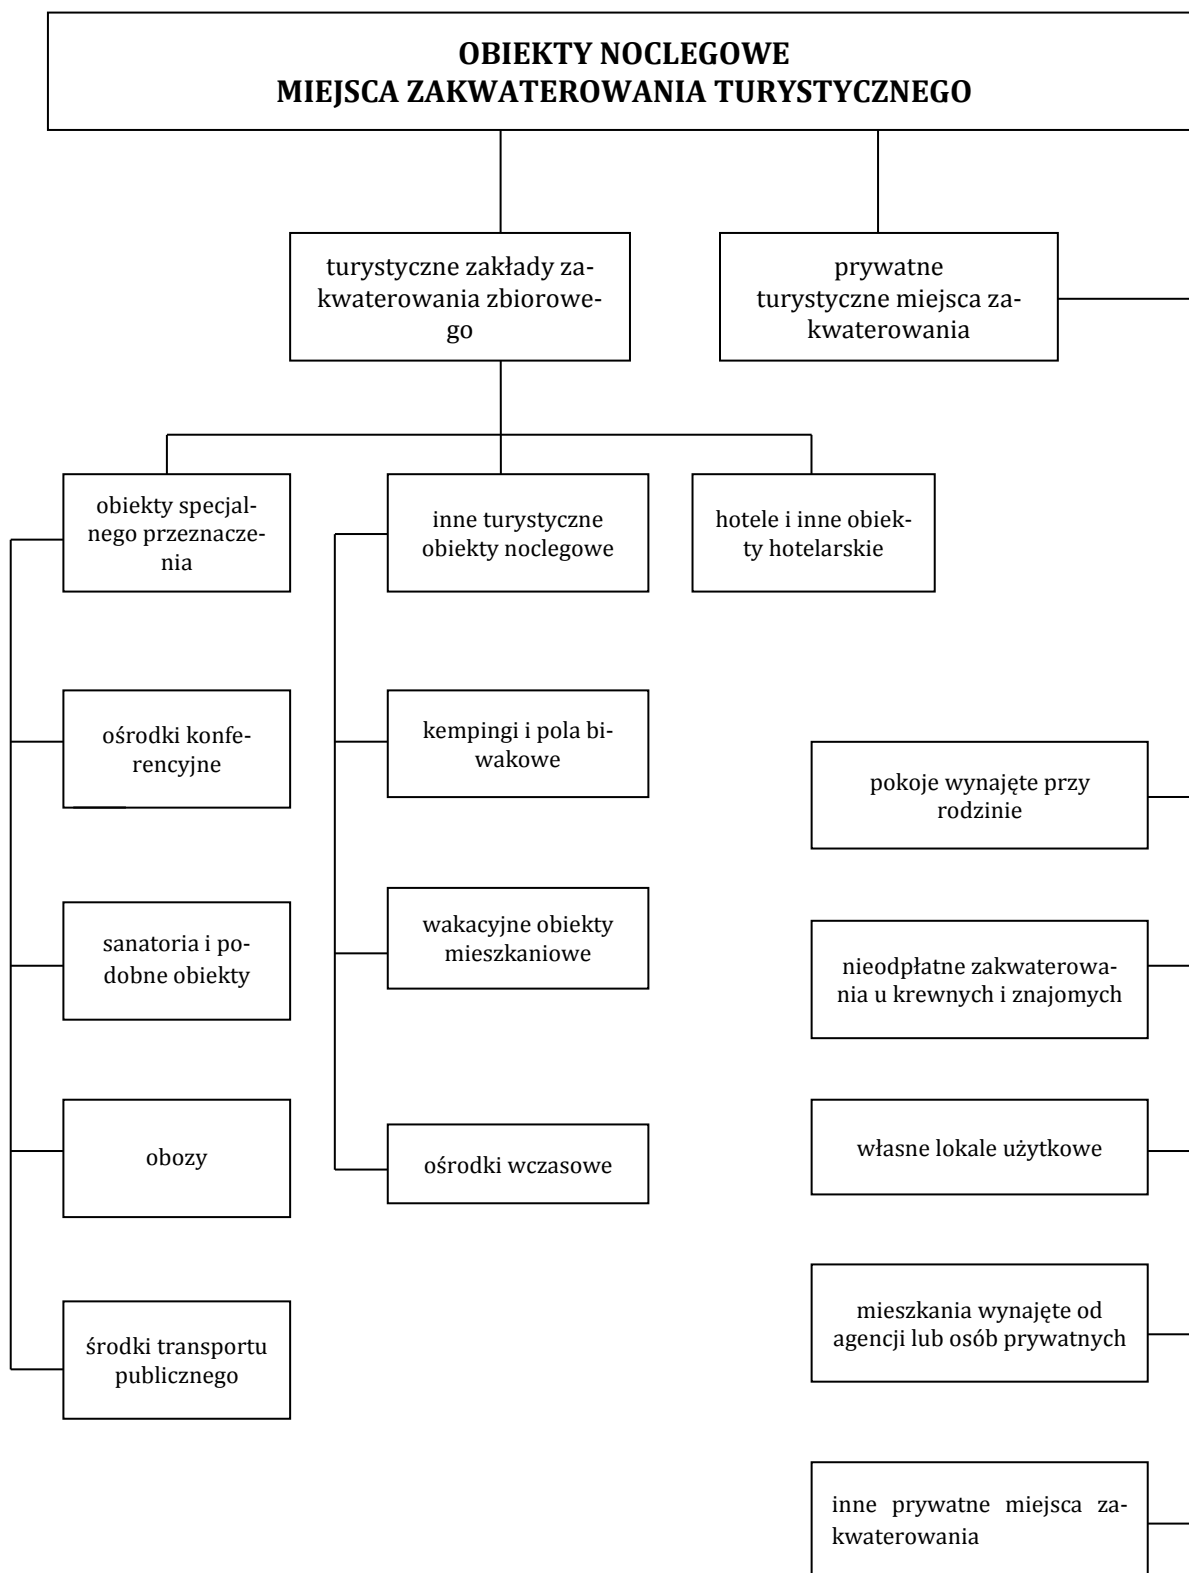 OBIEKTY NOCLEGOWE
MIEJSCA ZAKWATEROWANIA TURYSTYCZNEGO
turystyczne zakłady za-
kwaterowania zbiorowe-
go
prywatne
turystyczne miejsca za-
kwaterowania
obiekty specjal-
nego przeznacze-
nia
inne turystyczne
obiekty noclegowe
hotele i inne obiek-
ty hotelarskie
ośrodki konfe-
rencyjne
kempingi i pola bi-
wakowe
pokoje wynajęte przy
rodzinie
sanatoria i po-
dobne obiekty
wakacyjne obiekty
mieszkaniowe
nieodpłatne zakwaterowa-
nia u krewnych i znajomych
obozy
ośrodki wczasowe
własne lokale użytkowe
środki transportu
publicznego
mieszkania wynajęte od
agencji lub osób prywatnych
inne prywatne miejsca za-
kwaterowania